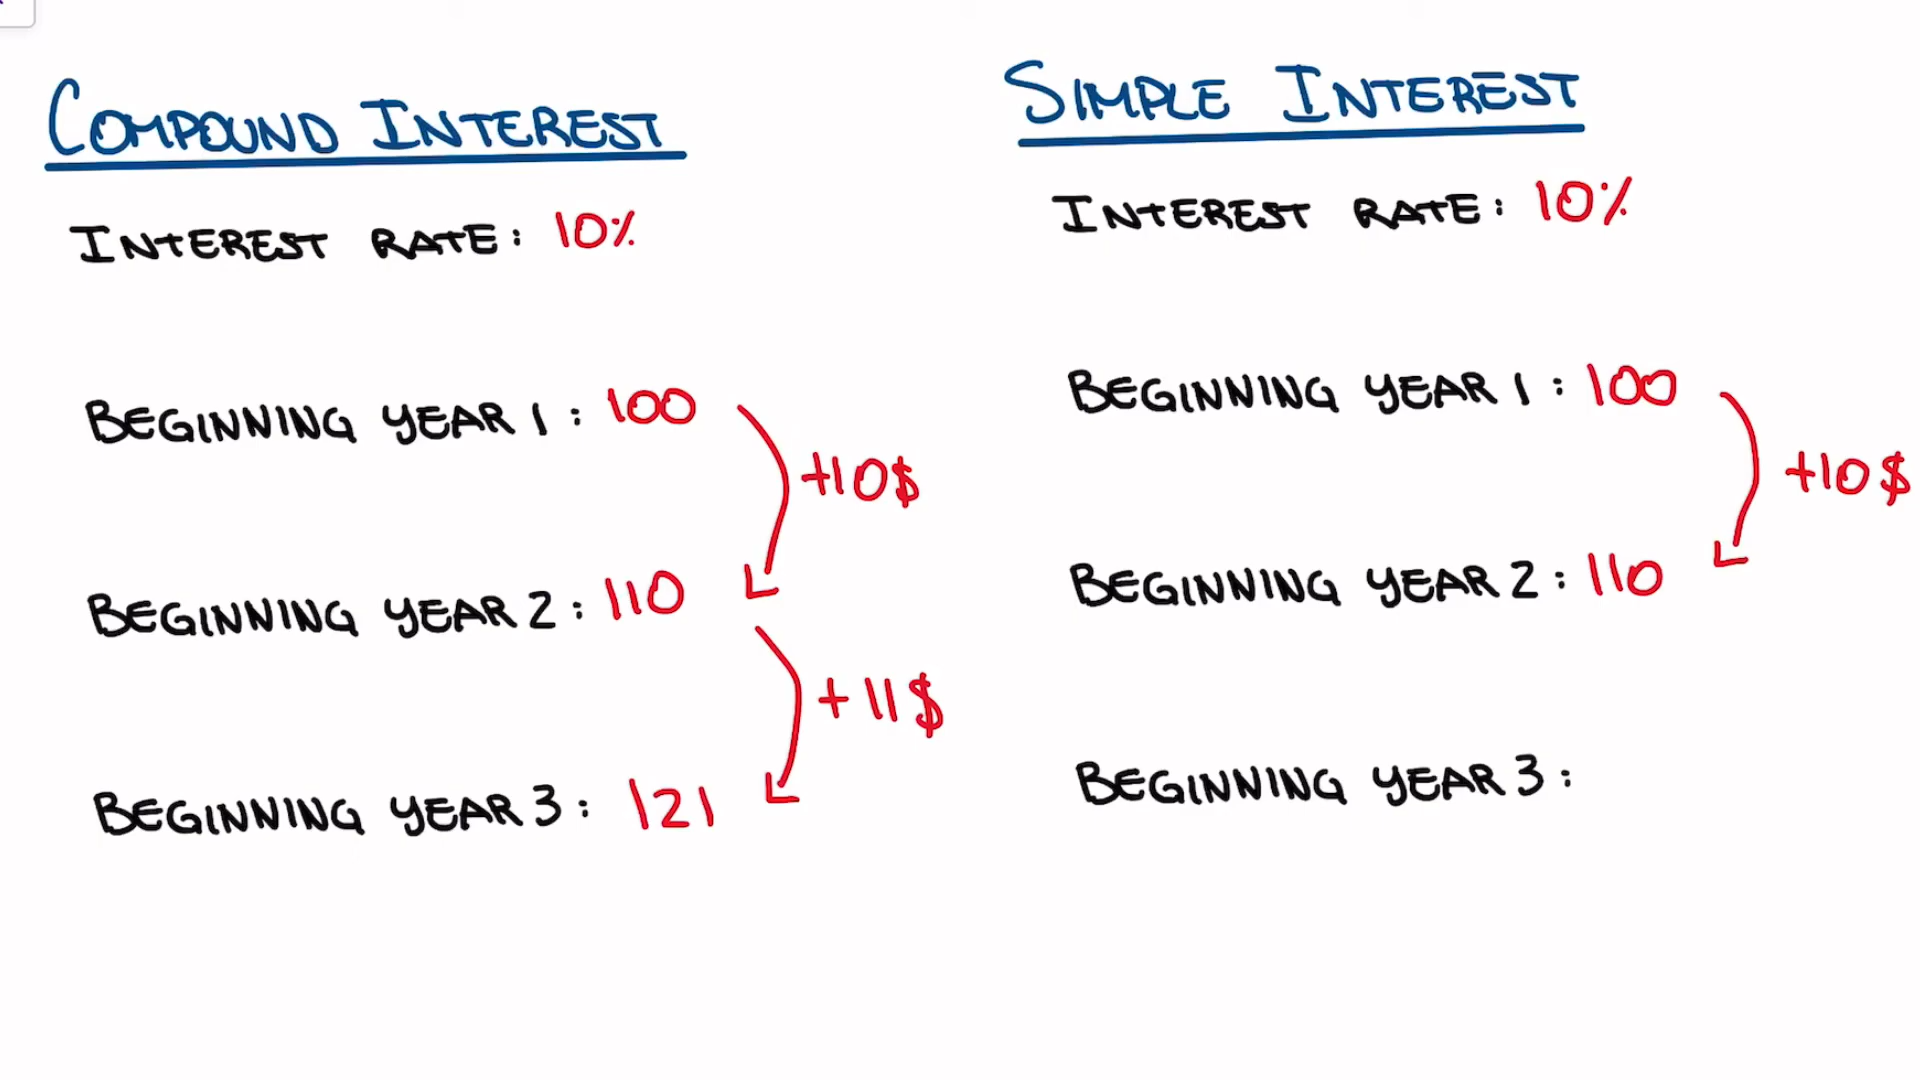 COMPOUND INTEREST
INTEREST RATE: 10%
BEGINNING YEAR 1: 100
+10$
BEGINNING YEAR 2: 110
+11$
BEGINNING YEAR 3: 121
SIMPLE INTEREST
INTEREST RATE: 10%
BEGINNING YEAR 1: 100
+10$
BEGINNING YEAR 2: 110
BEGINNING YEAR 3: